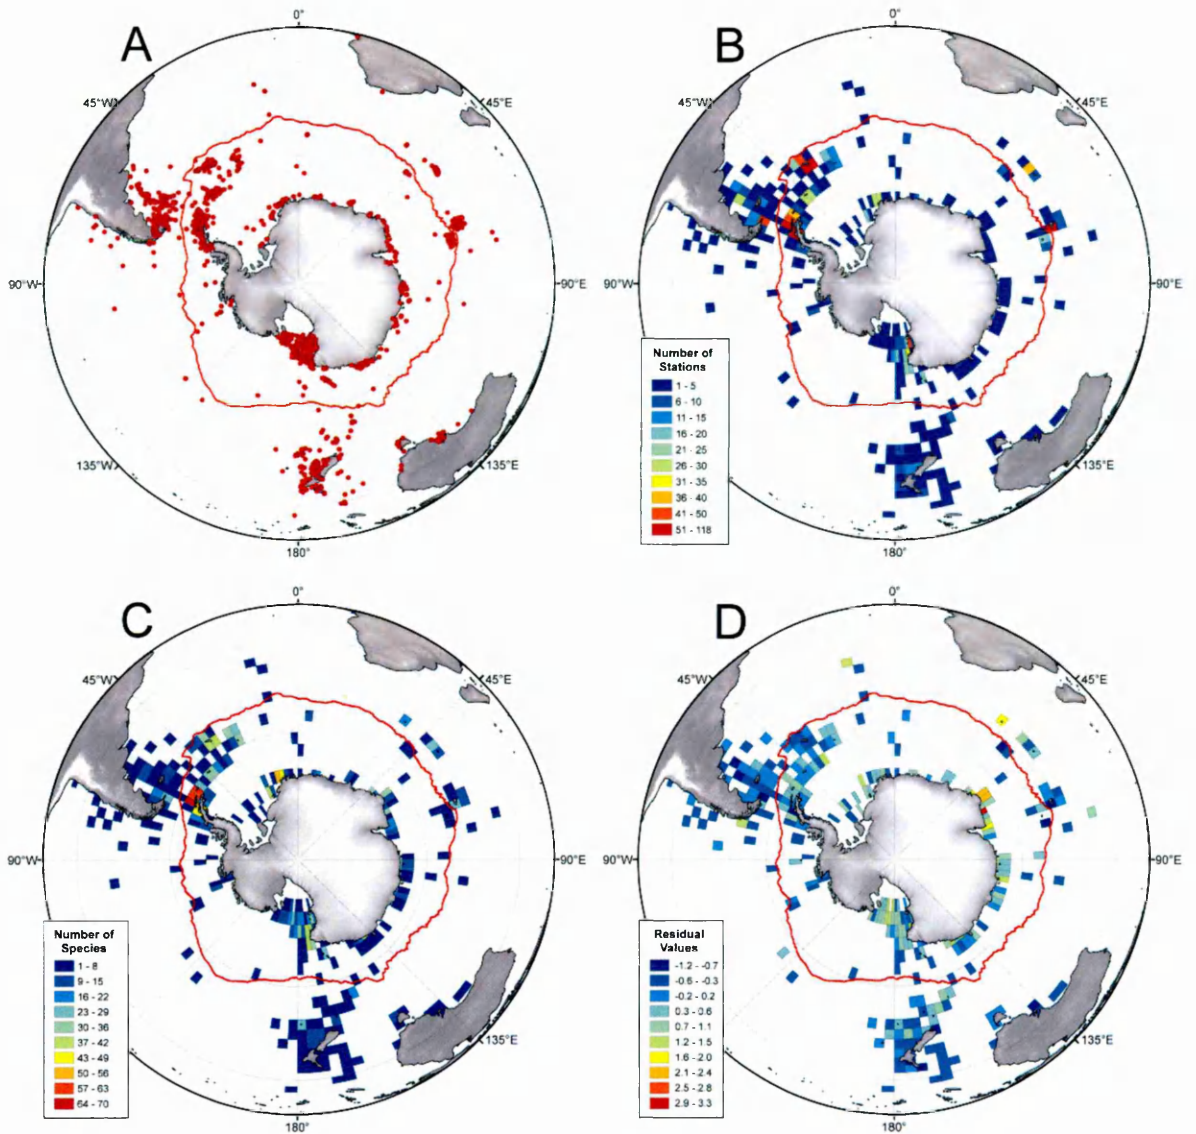 A
0°
45°W
45°E
90°W
90°E
135°W
135°E
180°
B
0°
45°W
45°E
90°W
90°E
135°E
180°
Number of
Stations
1 - 5
6 - 10
11 - 15
16 - 20
21 - 25
26 - 30
31 - 35
36 - 40
41 - 50
51 - 118
C
0°
45°W
45°E
90°W
90°E
135°E
180°
Number of
Species
1 - 8
9 - 15
16 - 22
23 - 29
30 - 36
37 - 42
43 - 49
50 - 56
57 - 63
64 - 70
D
0°
45°W
45°E
90°W
90°E
135°E
180°
Residual
Values
-1.2 - -0.7
-0.6 - -0.3
-0.2 - 0.2
0.3 - 0.6
0.7 - 1.1
1.2 - 1.5
1.6 - 2.0
2.1 - 2.4
2.5 - 2.8
2.9 - 3.3